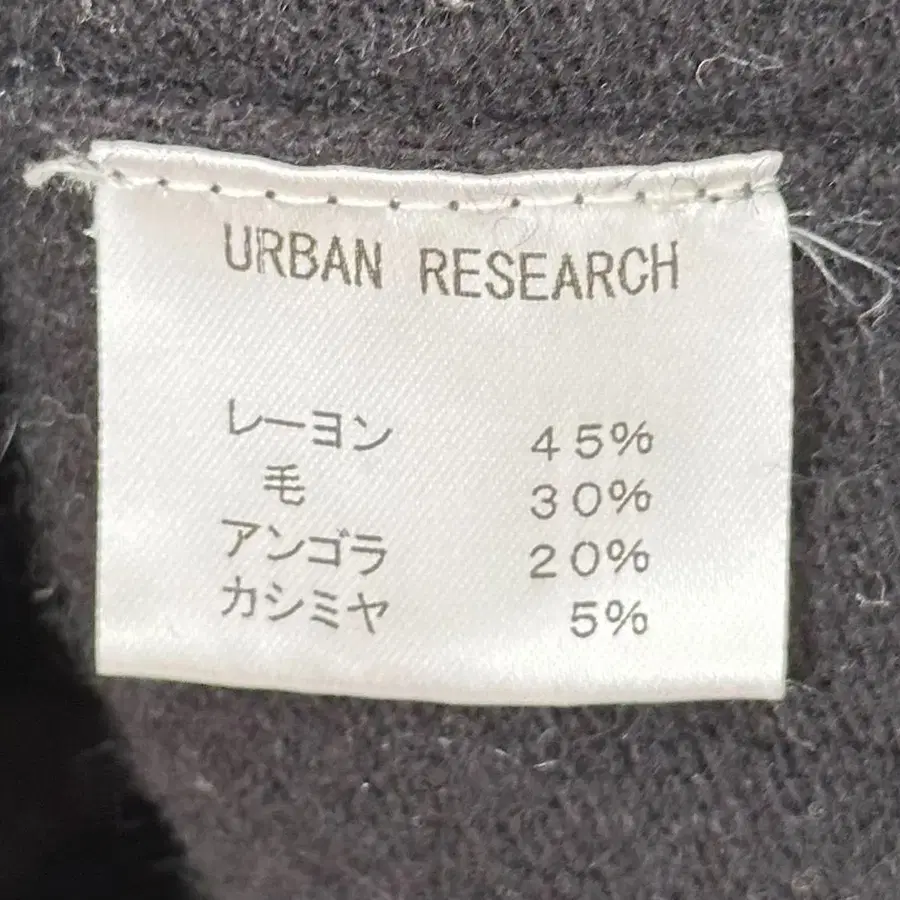 URBAN RESEARCH
レーヨン 45%
毛 30%
アンゴラ 20%
カシミヤ 5%